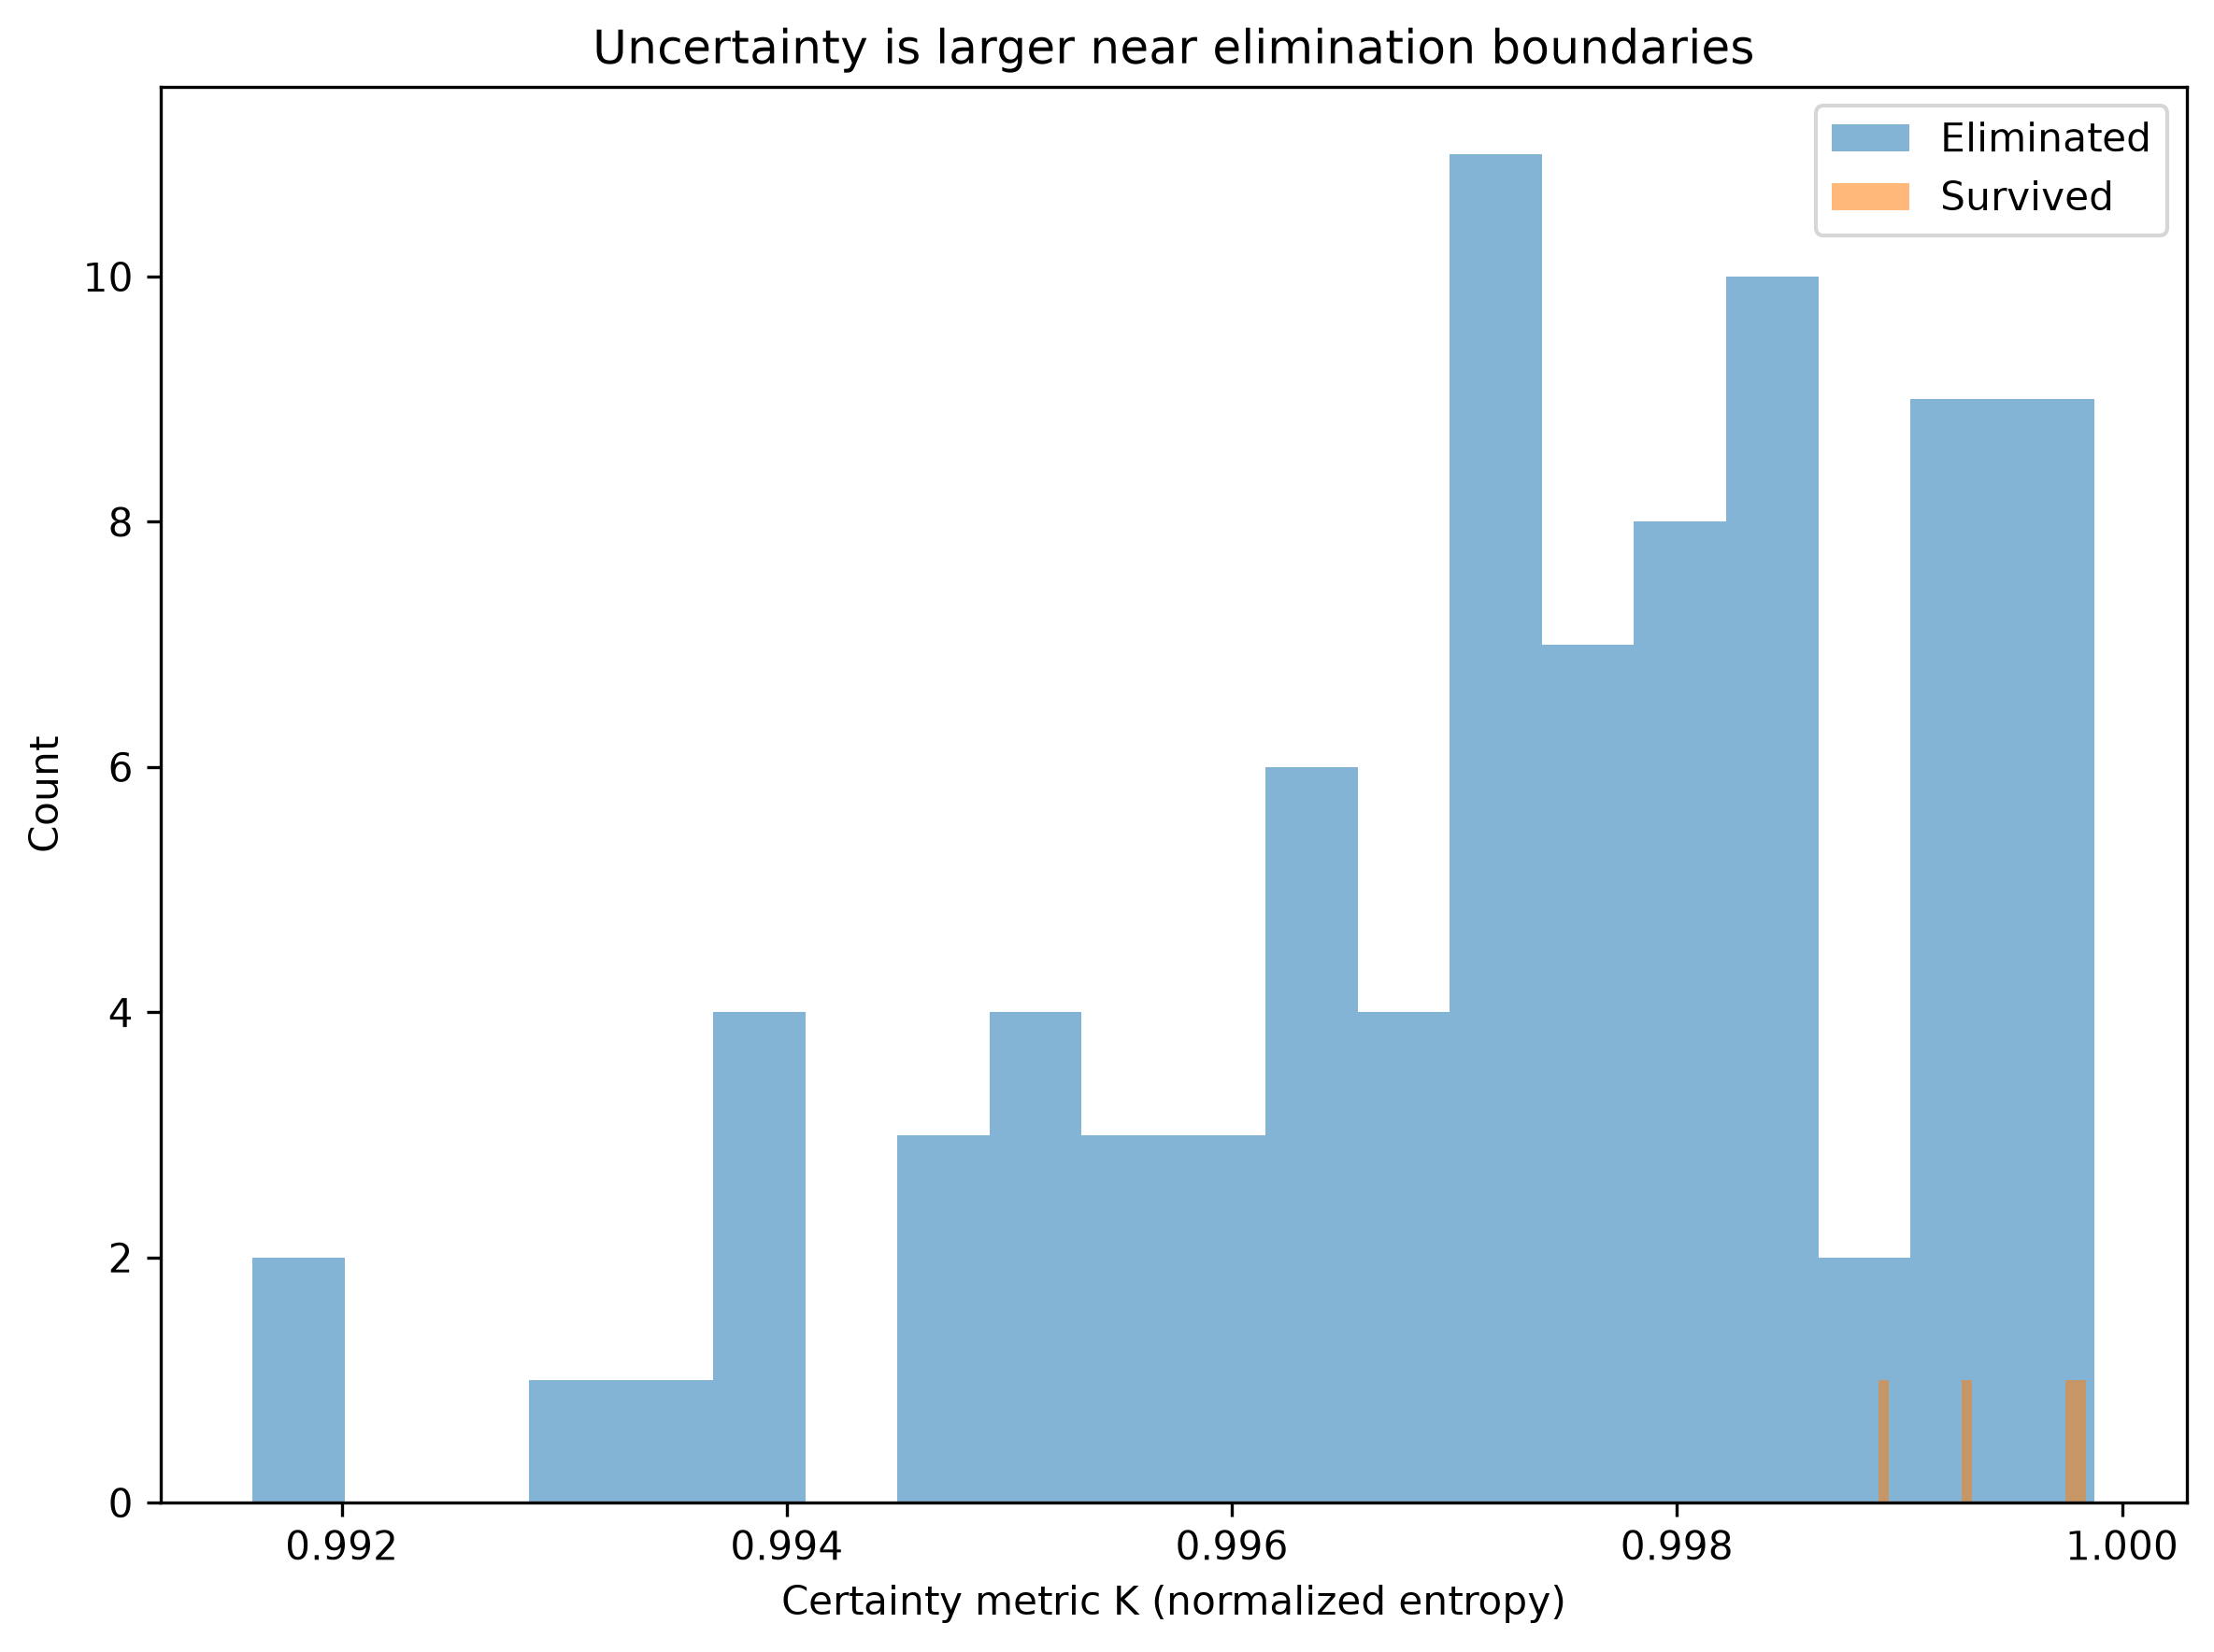 Uncertainty is larger near elimination boundaries
Eliminated
Survived
10
8
6
4
2
0
Count
0.992
0.994
0.996
0.998
1.000
Certainty metric K (normalized entropy)